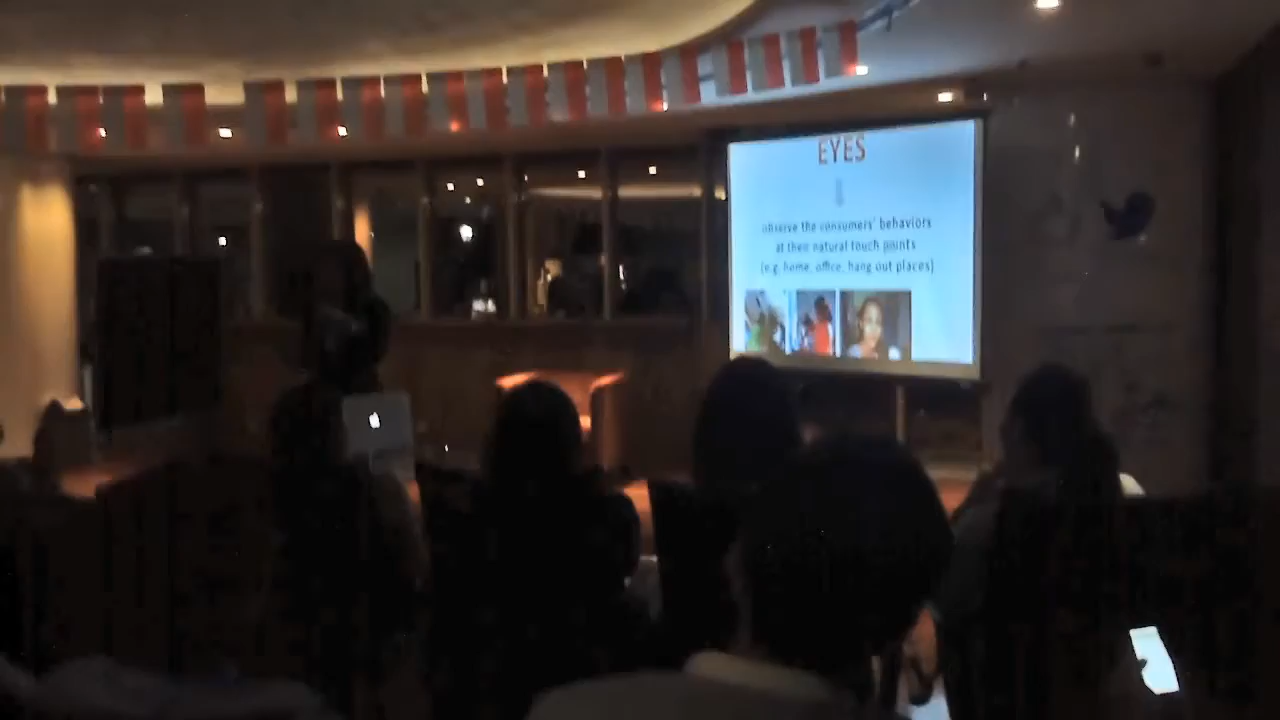 EYES
observe the consumers' behaviors
at their natural touch points
(e.g. home, office, hang out places)